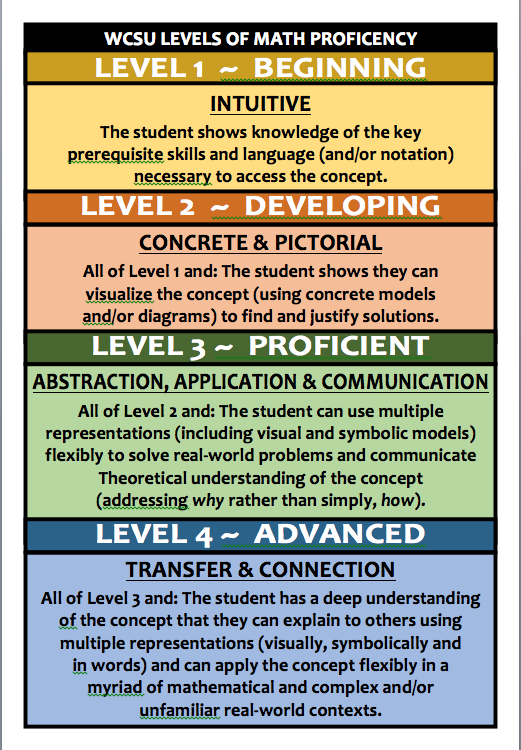 WCSU LEVELS OF MATH PROFICENCY
LEVEL 1 ~ BEGINNING
INTUITIVE
The student shows knowledge of the key
prerequisite skills and language (and/or notation)
necessary to access the concept.
LEVEL 2 ~ DEVELOPING
CONCRETE & PICTORIAL
All of Level 1 and: The student shows they can
visualize the concept (using concrete models
and/or diagrams) to find and justify solutions.
LEVEL 3 ~ PROFICIENT
ABSTRACTION, APPLICATION & COMMUNICATION
All of Level 2 and: The student can use multiple
representations (including visual and symbolic models)
flexibly to solve real-world problems and communicate
Theoretical understanding of the concept
(addressing why rather than simply, how).
LEVEL 4 ~ ADVANCED
TRANSFER & CONNECTION
All of Level 3 and: The student has a deep understanding
of the concept that they can explain to others using
multiple representations (visually, symbolically and
in words) and can apply the concept flexibly in a
myriad of mathematical and complex and/or
unfamiliar real-world contexts.